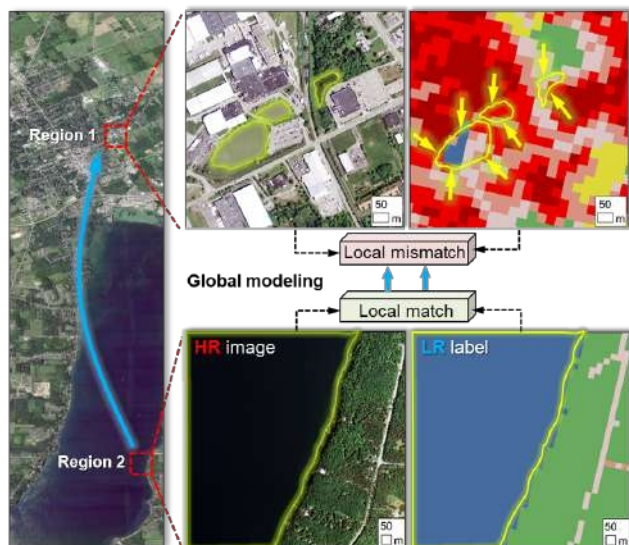 Region 1
50
m
50
m
Local mismatch
Global modeling
Local match
HR image
LR label
Region 2
50
m
50
m